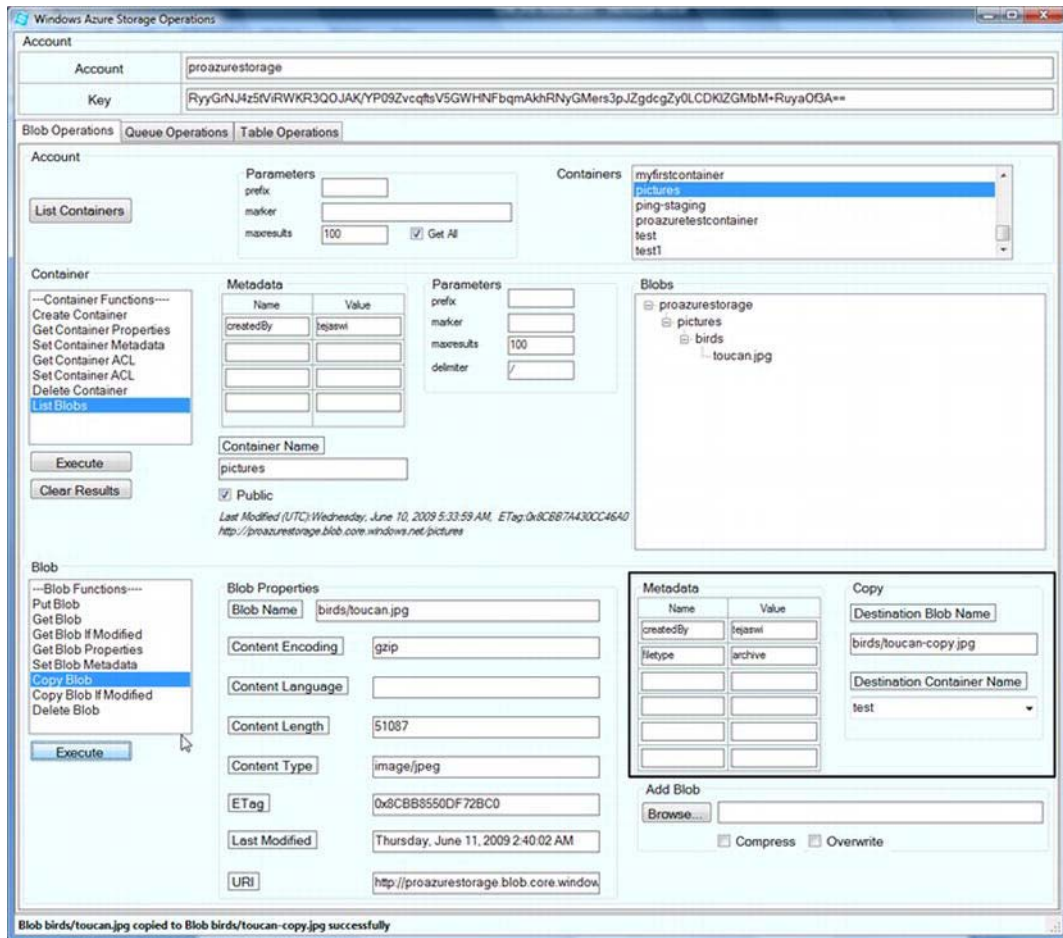 Windows Azure Storage Operations
Account
Account
proazurestorage
Key
Blob Operations
Queue Operations
Table Operations
Account
List Containers
Parameters
prefix
marker
maxresults
100
Get All
Containers
myfirstcontainer
pictures
ping-staging
proazuretestcontainer
test
test1
Container
---Container Functions----
Create Container
Get Container Properties
Set Container Metadata
Get Container ACL
Set Container ACL
Delete Container
List Blobs
Execute
Clear Results
Metadata
Name Value
createdBy tejaswi
Container Name
pictures
Public
Last Modified (UTC):Wednesday, June 10, 2009 5:33:59 AM, ETag:0x8CBB7A430CC46A0
http://proazurestorage.blob.core.windows.net/pictures
Parameters
prefix
marker
maxresults
100
delimiter
/
Blobs
proazurestorage
pictures
birds
toucan.jpg
Blob
---Blob Functions----
Put Blob
Get Blob
Get Blob If Modified
Get Blob Properties
Set Blob Metadata
Copy Blob
Copy Blob If Modified
Delete Blob
Execute
Blob Properties
Blob Name
birds/toucan.jpg
Content Encoding
gzip
Content Language
Content Length
51087
Content Type
image/jpeg
ETag
0x8CBB8550DF72BC0
Last Modified
Thursday, June 11, 2009 2:40:02 AM
URI
http://proazurestorage.blob.core.window
Metadata
Name Value
createdBy tejaswi
filetype archive
Copy
Destination Blob Name
birds/toucan-copy.jpg
Destination Container Name
test
Add Blob
Browse...
Compress
Overwrite
Blob birds/toucan.jpg copied to Blob birds/toucan-copy.jpg successfully